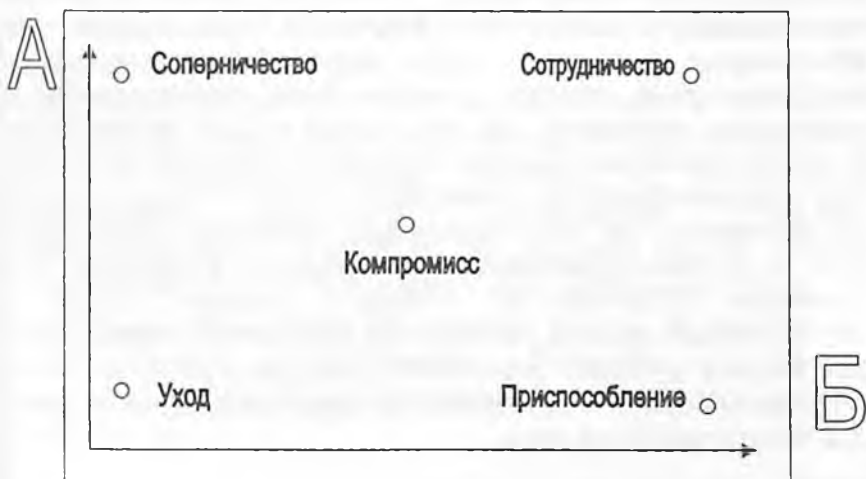 А
Соперничество Сотрудничество
Компромисс
Уход Приспособление
Б